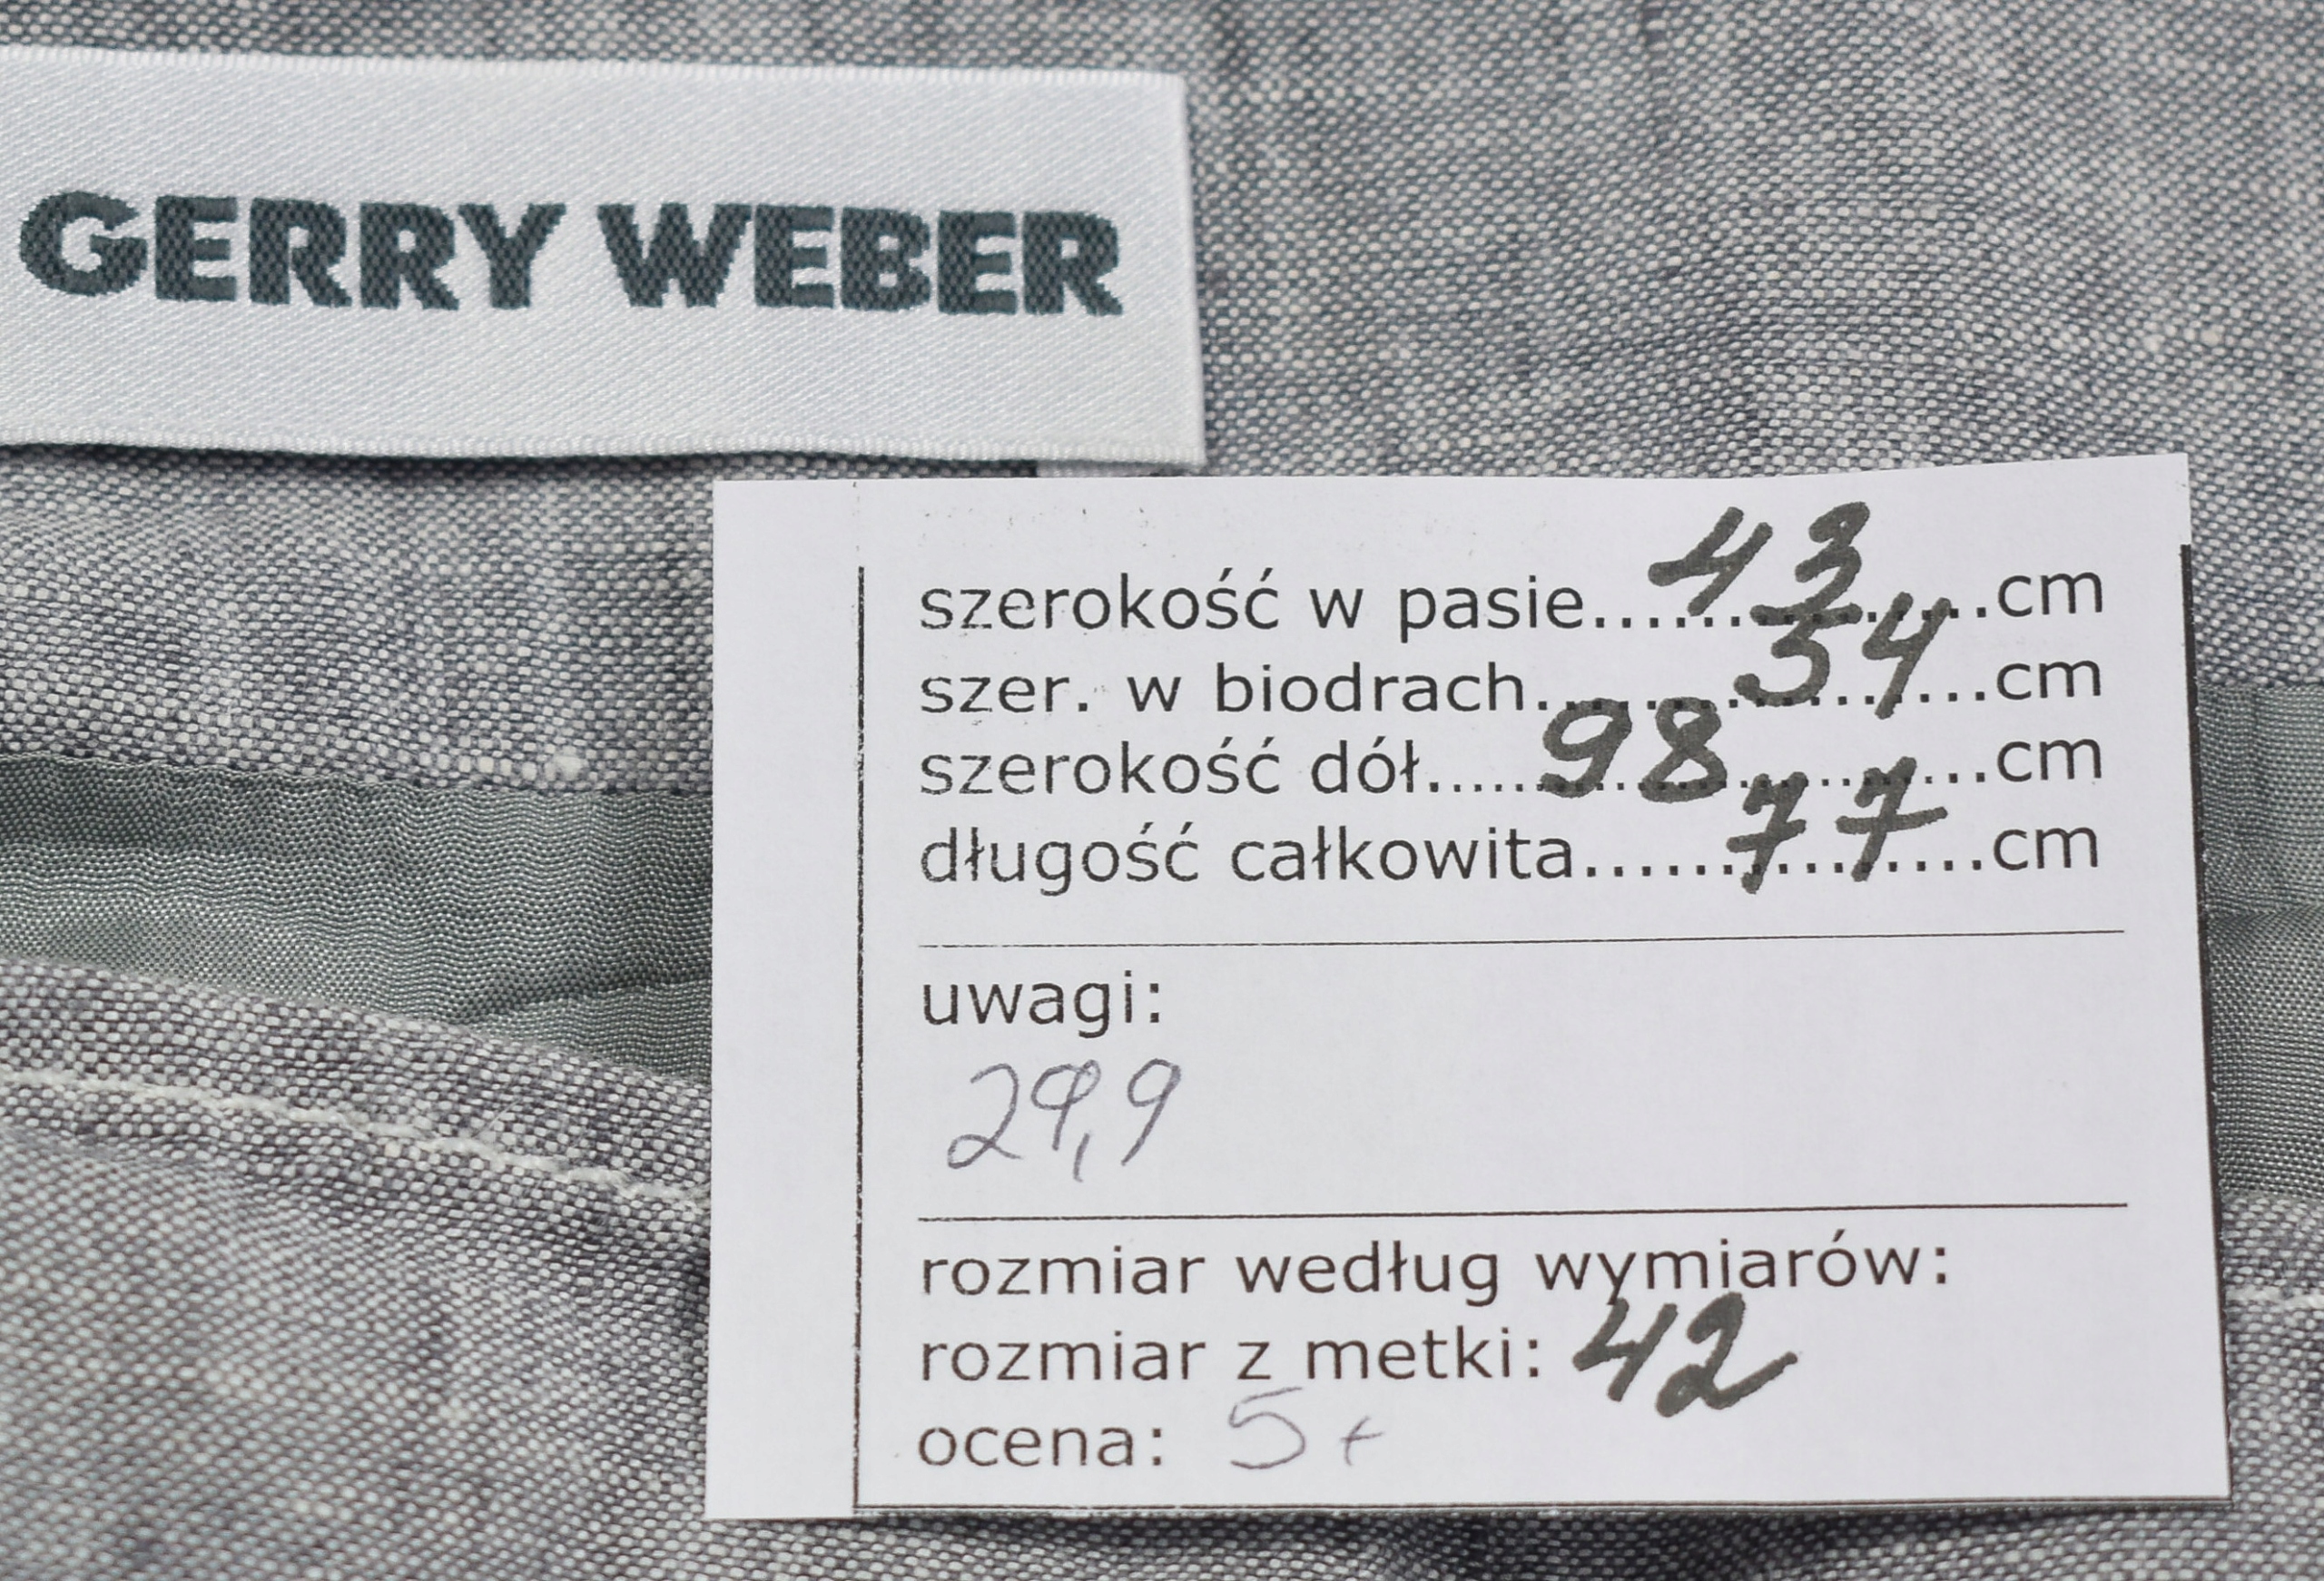 GERRY WEBER
szerokość w pasie....43....cm
szer. w biodrach....54....cm
szerokość dół....98....cm
długość całkowita....77....cm
uwagi:
29,9
rozmiar według wymiarów:
rozmiar z metki: 42
ocena: 5+